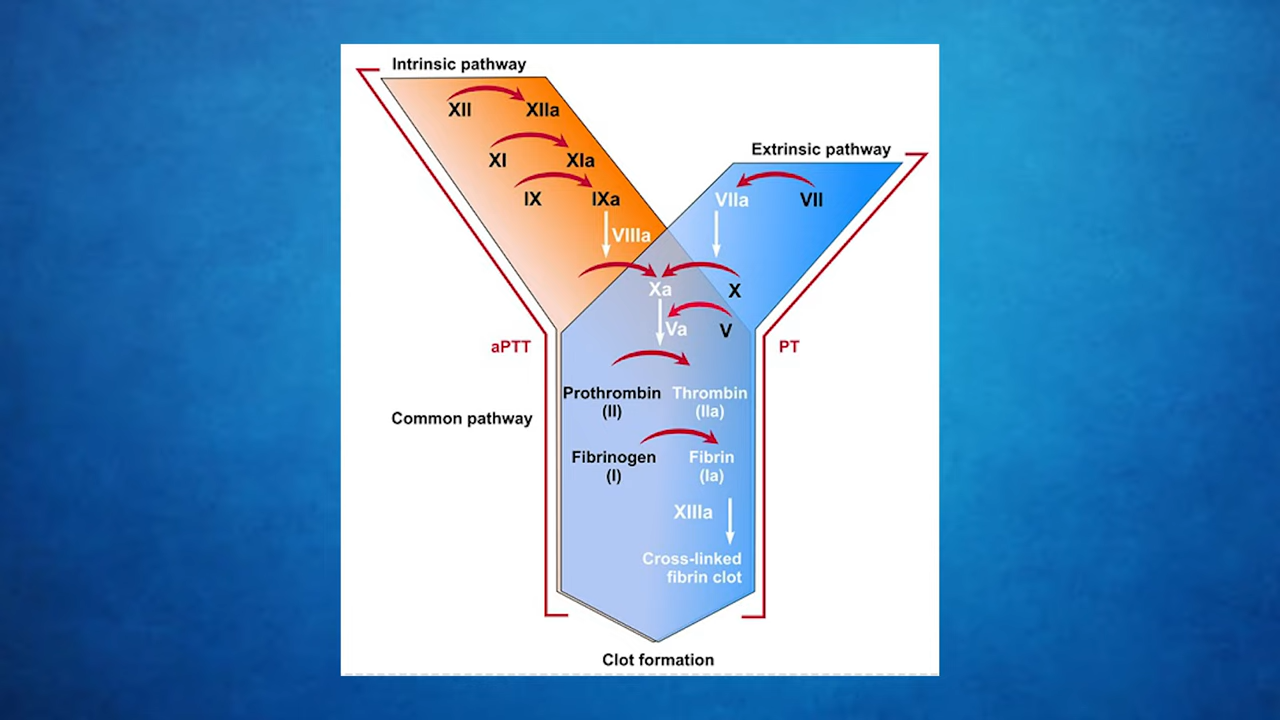 Intrinsic pathway
XII XIIa
XI XIa
IX IXa
VIIIa
Extrinsic pathway
VIIa VII
Xa X
Va V
aPTT
PT
Prothrombin Thrombin
(II) (IIa)
Common pathway
Fibrinogen Fibrin
(I) (Ia)
XIIIa
Cross-linked
fibrin clot
Clot formation